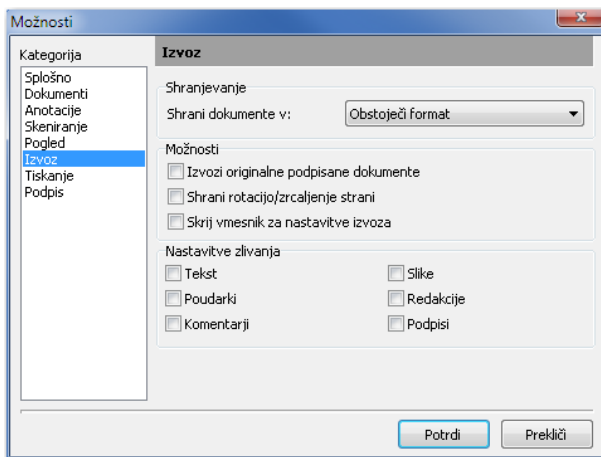 Možnosti
Kategorija
Splošno
Dokumenti
Anotacije
Skeniranje
Pogled
Izvoz
Tiskanje
Podpis
Izvoz
Shranjevanje
Shrani dokumente v: Obstoječi format
Možnosti
Izvozi originalne podpisane dokumente
Shrani rotacijo/zrcaljenje strani
Skrij vmesnik za nastavitve izvoza
Nastavitve zlivanja
Tekst Slike
Poudarki Redakcije
Komentarji Podpisi
Potrdi Prekliči